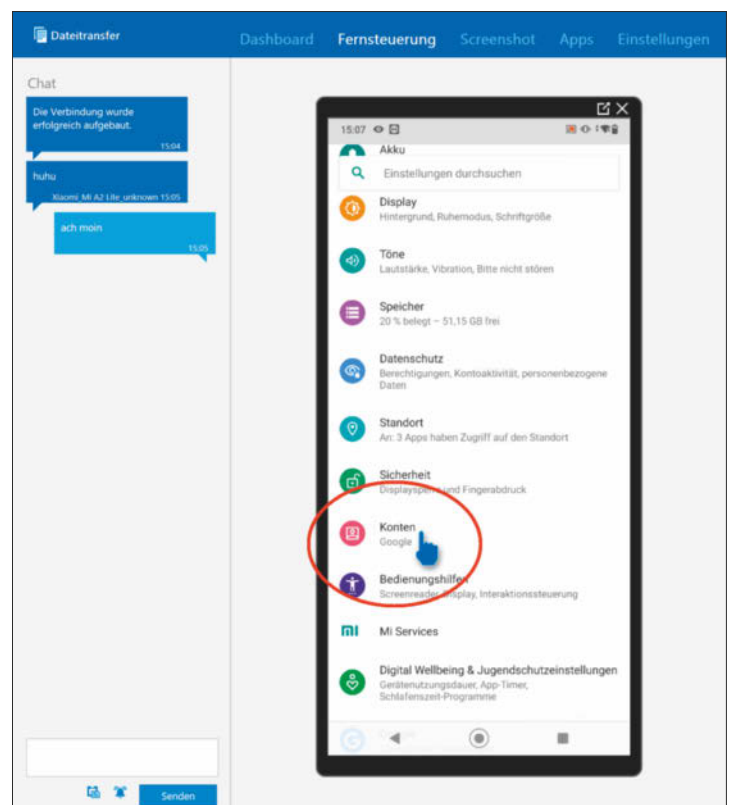 Dateitransfer
Dashboard Fernsteuerung Screenshot Apps Einstellungen
Chat
Die Verbindung wurde
erfolgreich aufgebaut.
15:04
huhu
Xiaomi_Mi A2 Lite_unknown 15:05
ach moin
15:05
Senden
15:07
Akku
Einstellungen durchsuchen
Display
Hintergrund, Ruhemodus, Schriftgröße
Töne
Lautstärke, Vibration, Bitte nicht stören
Speicher
20 % belegt – 51,15 GB frei
Datenschutz
Berechtigungen, Kontoaktivität, personenbezogene
Daten
Standort
An: 3 Apps haben Zugriff auf den Standort
Sicherheit
Displaysperre und Fingerabdruck
Konten
Google
Bedienungshilfen
Screenreader, Display, Interaktionssteuerung
Mi Services
Digital Wellbeing & Jugendschutzeinstellungen
Gerätenutzungsdauer, App-Timer,
Schlafenszeit-Programme